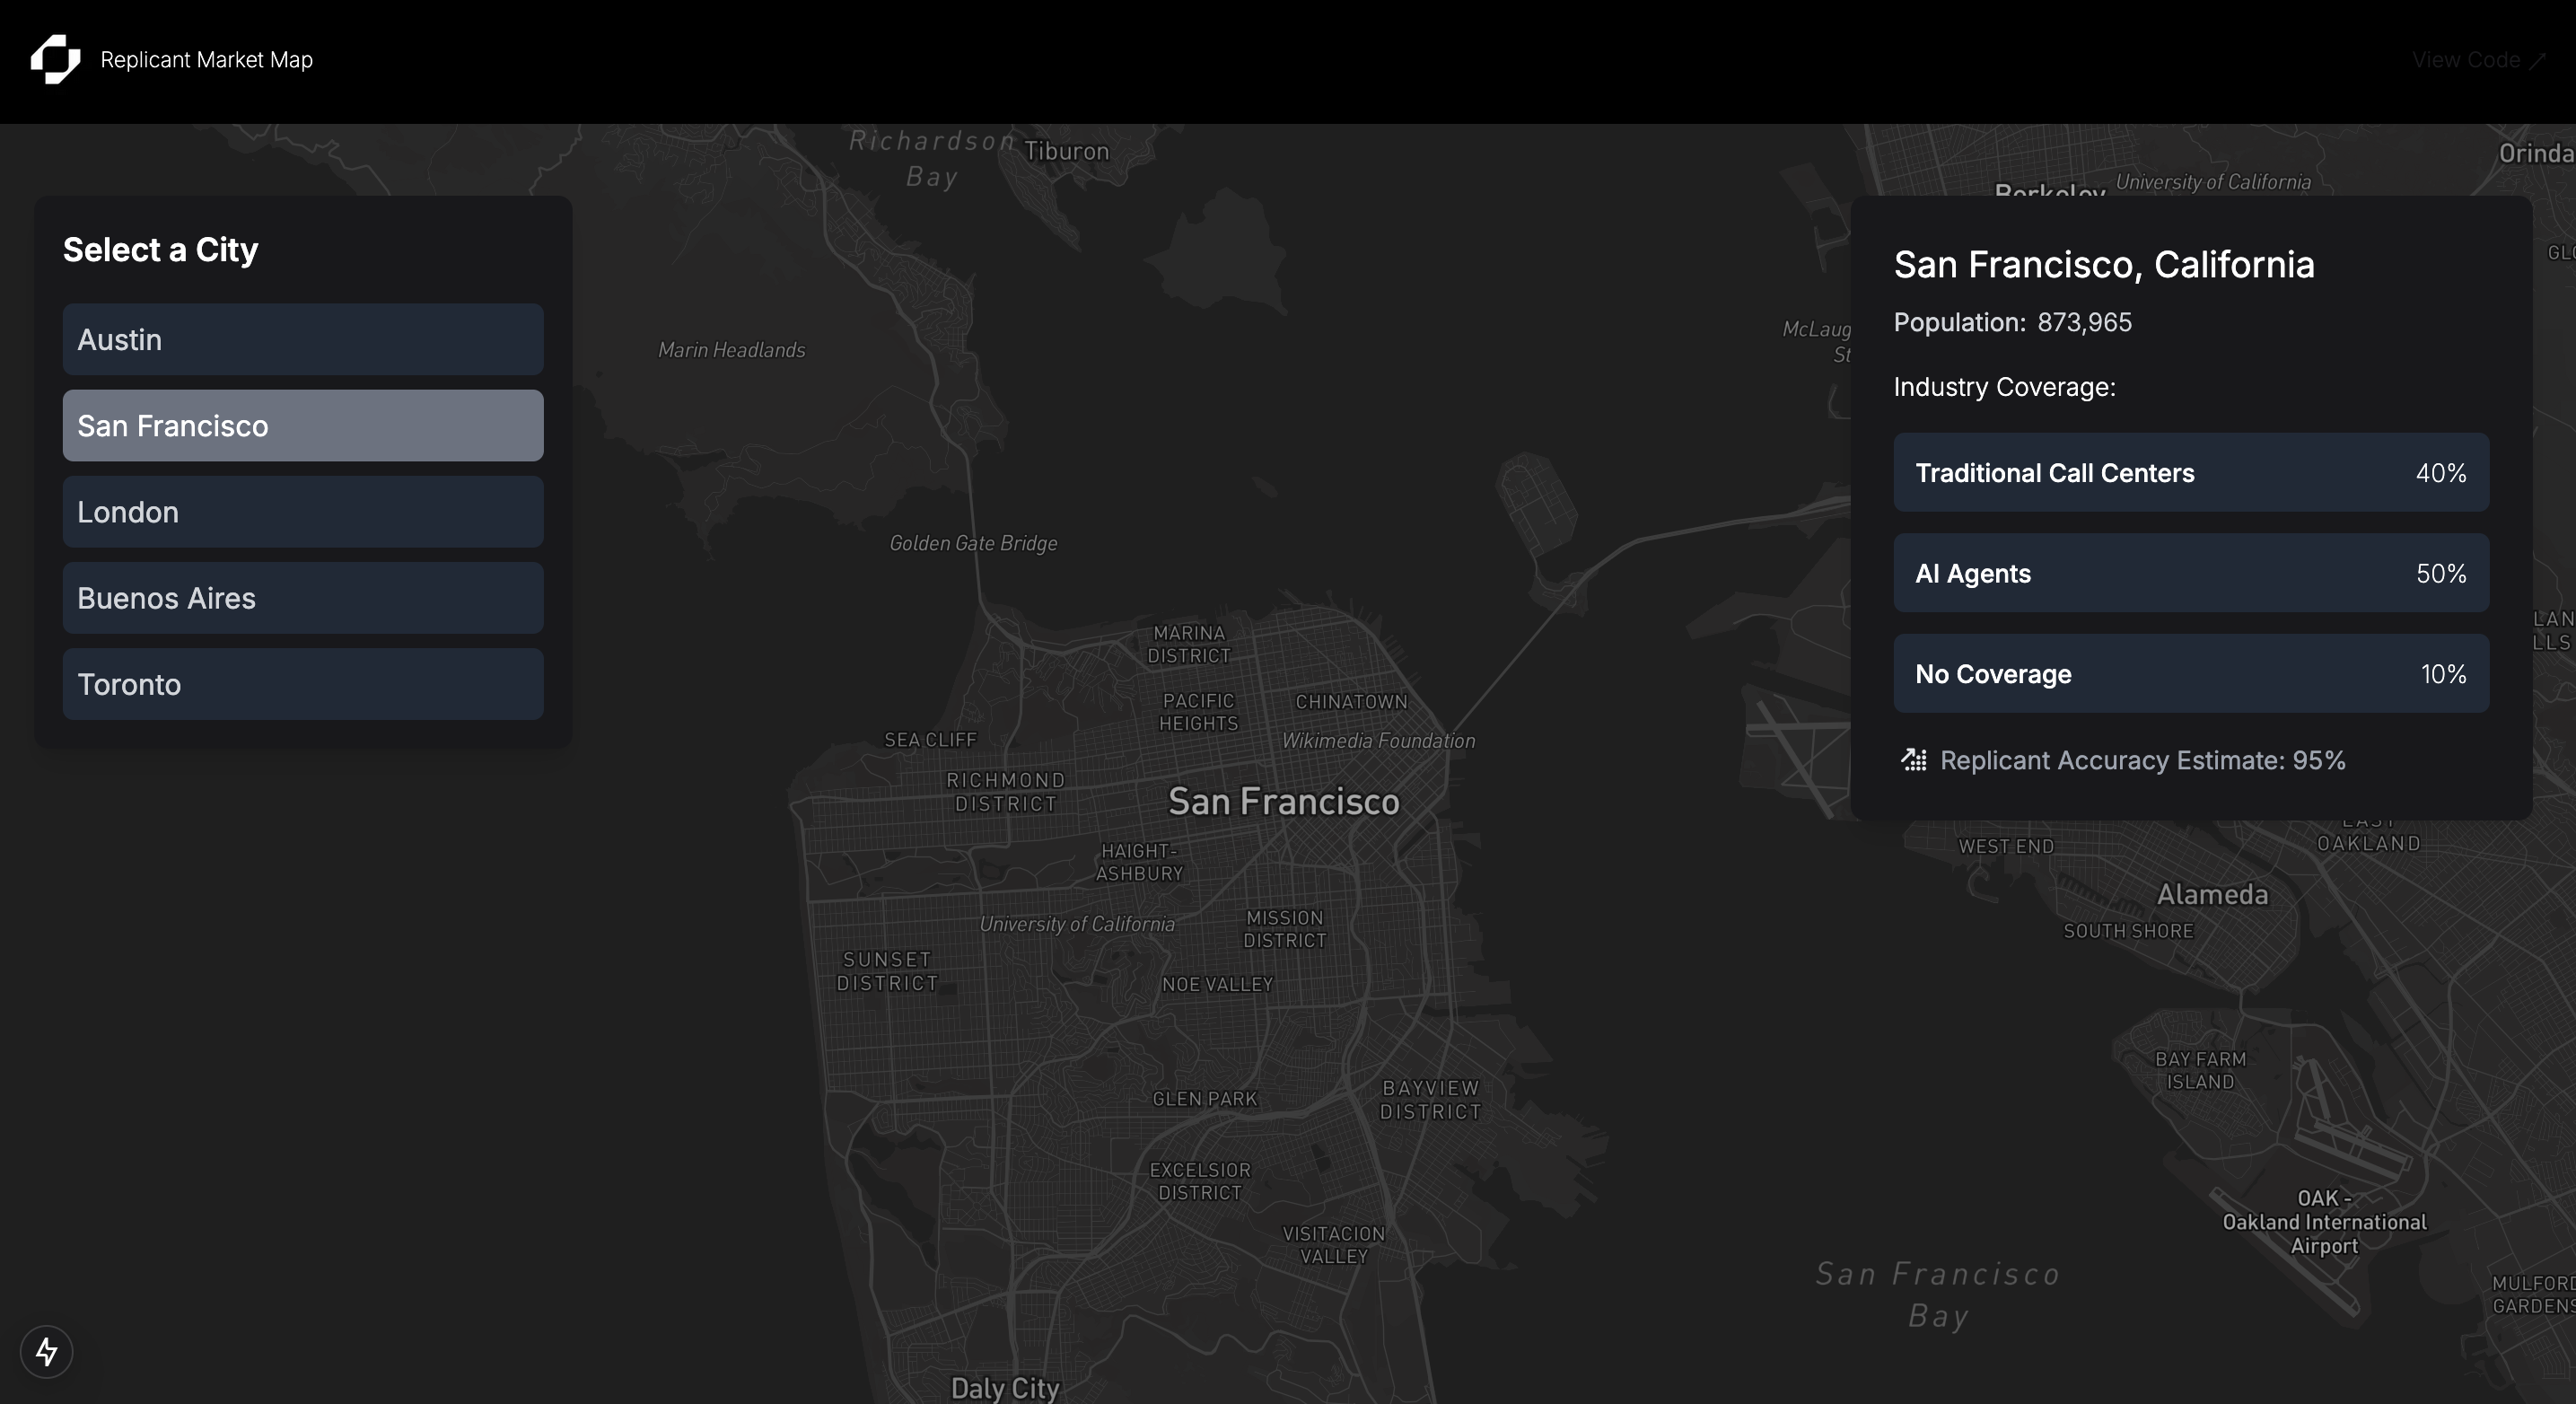 Replicant Market Map
View Code
Richardson
Bay
Tiburon
Orinda
Berkeley
University of California
Select a City
Austin
San Francisco
London
Buenos Aires
Toronto
Marin Headlands
Golden Gate Bridge
San Francisco, California
Population: 873,965
Industry Coverage:
Traditional Call Centers 40%
AI Agents 50%
No Coverage 10%
Replicant Accuracy Estimate: 95%
MARINA
DISTRICT
PACIFIC
HEIGHTS
CHINATOWN
SEA CLIFF
Wikimedia Foundation
RICHMOND
DISTRICT
San Francisco
HAIGHT-
ASHBURY
University of California
MISSION
DISTRICT
SUNSET
DISTRICT
NOE VALLEY
EAST
OAKLAND
WEST END
Alameda
SOUTH SHORE
BAY FARM
ISLAND
GLEN PARK
BAYVIEW
DISTRICT
EXCELSIOR
DISTRICT
VISITACION
VALLEY
OAK -
Oakland International
Airport
San Francisco
Bay
MULFORD
GARDENS
Daly City